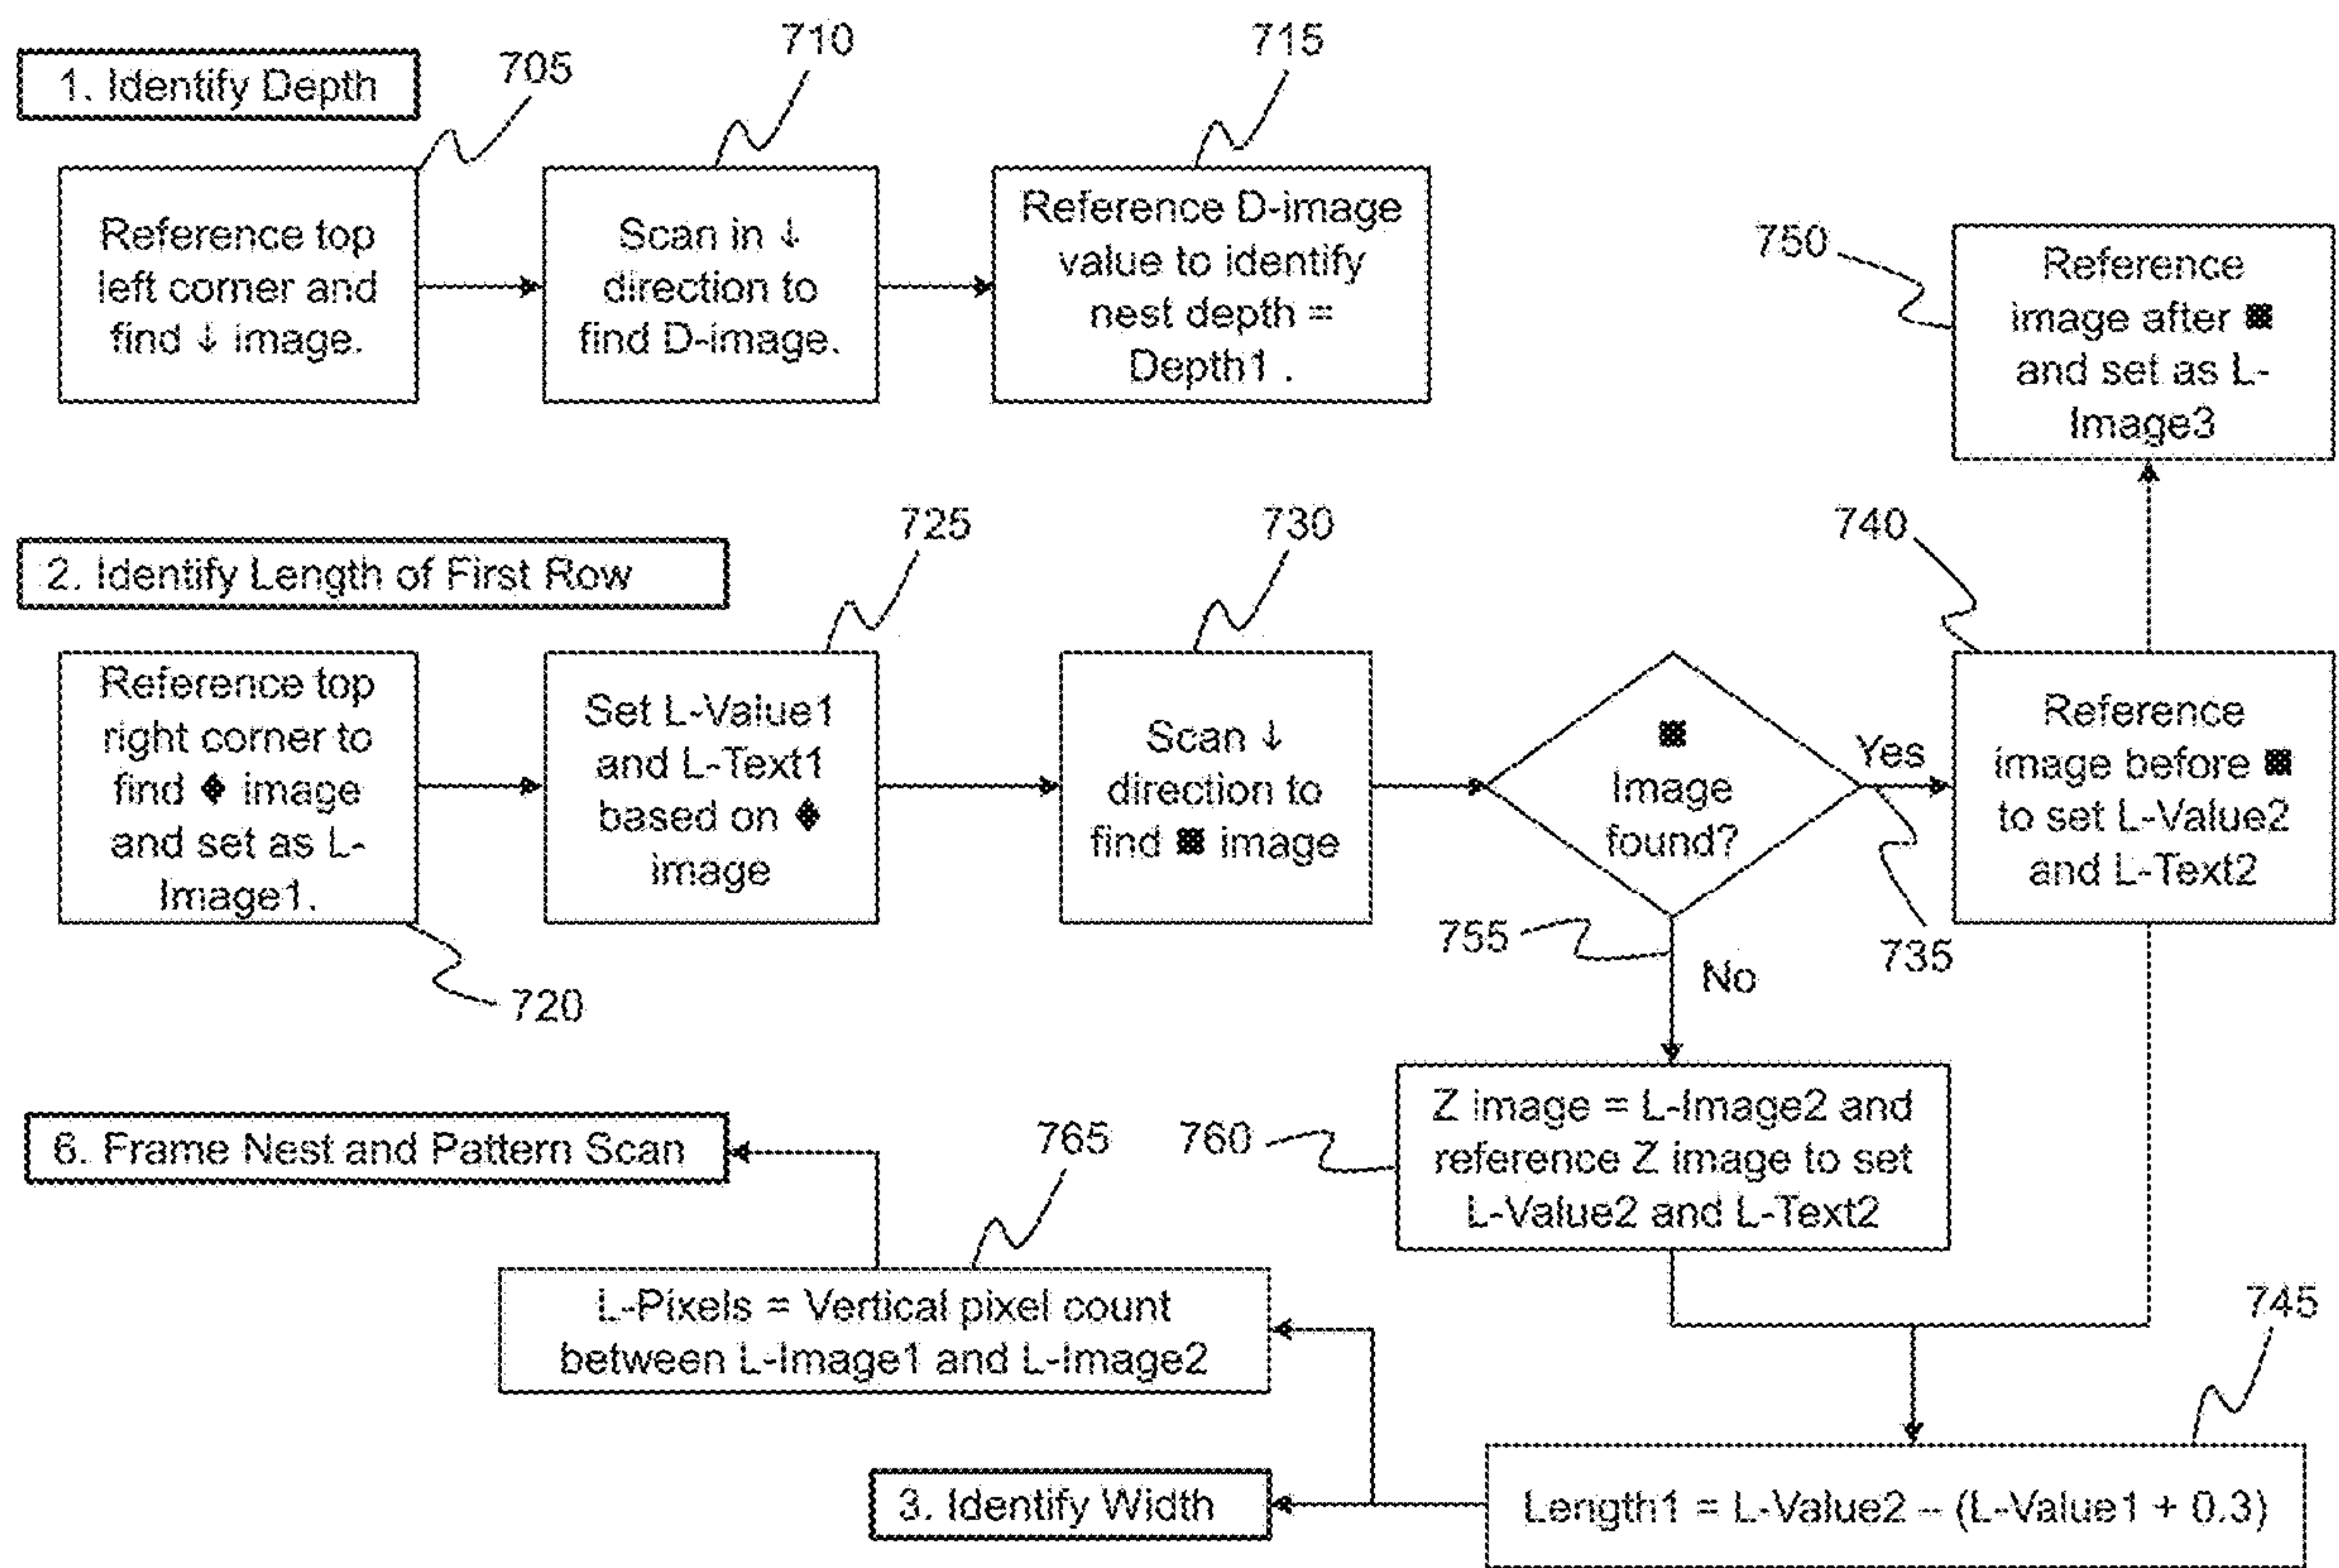 710
715
1. Identify Depth
705
Reference top
left corner and
find ↓ image.
Scan in ↓
direction to
find D-image.
Reference D-image
value to identify
nest depth =
Depth1 .
750
Reference
image after ■
and set as L-
Image3
2. Identify Length of First Row
725
730
740
Reference top
right corner to
find ◆ image
and set as L-
Image1.
720
Set L-Value1
and L-Text1
based on ◆
image
Scan ↓
direction to
find ■ image
■
Image
found?
Yes
735
Reference
image before ■
to set L-Value2
and L-Text2
755
No
760
Z image = L-Image2 and
reference Z image to set
L-Value2 and L-Text2
6. Frame Nest and Pattern Scan
765
L-Pixels = Vertical pixel count
between L-Image1 and L-Image2
745
3. Identify Width
Length1 = L-Value2 – (L-Value1 + 0.3)